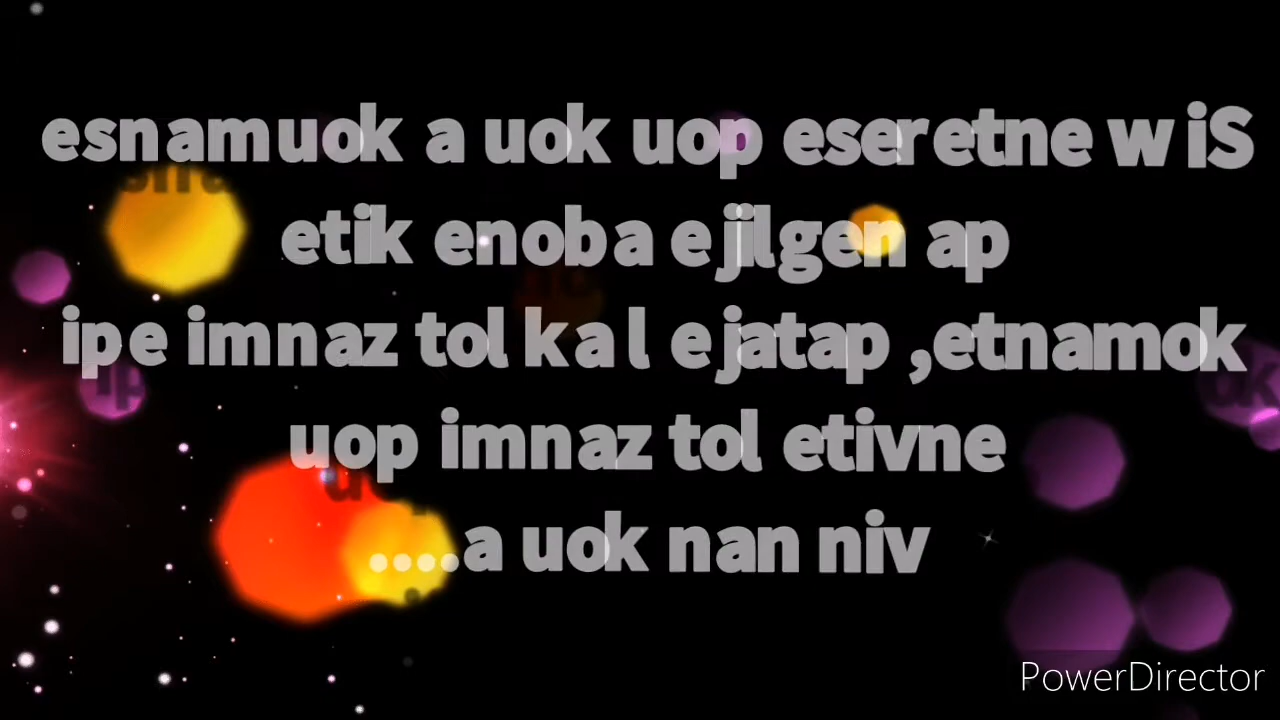 esnamuok a uok uop eseretne w iS
etik enoba ejilgen ap
ipe imnaz tol kal ejatap ,etnamok
uop imnaz tol etivne
....a uok nan niv
PowerDirector